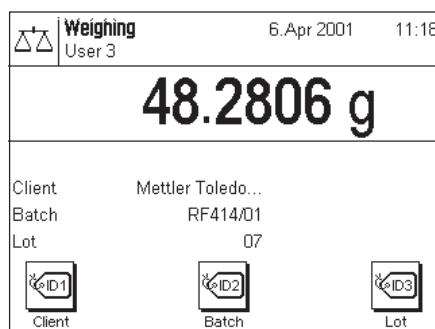 Weighing 6.Apr 2001 11:18
User 3
48.2806 g
Client Mettler Toledo...
Batch RF414/01
Lot 07
ID1 ID2 ID3
Client Batch Lot